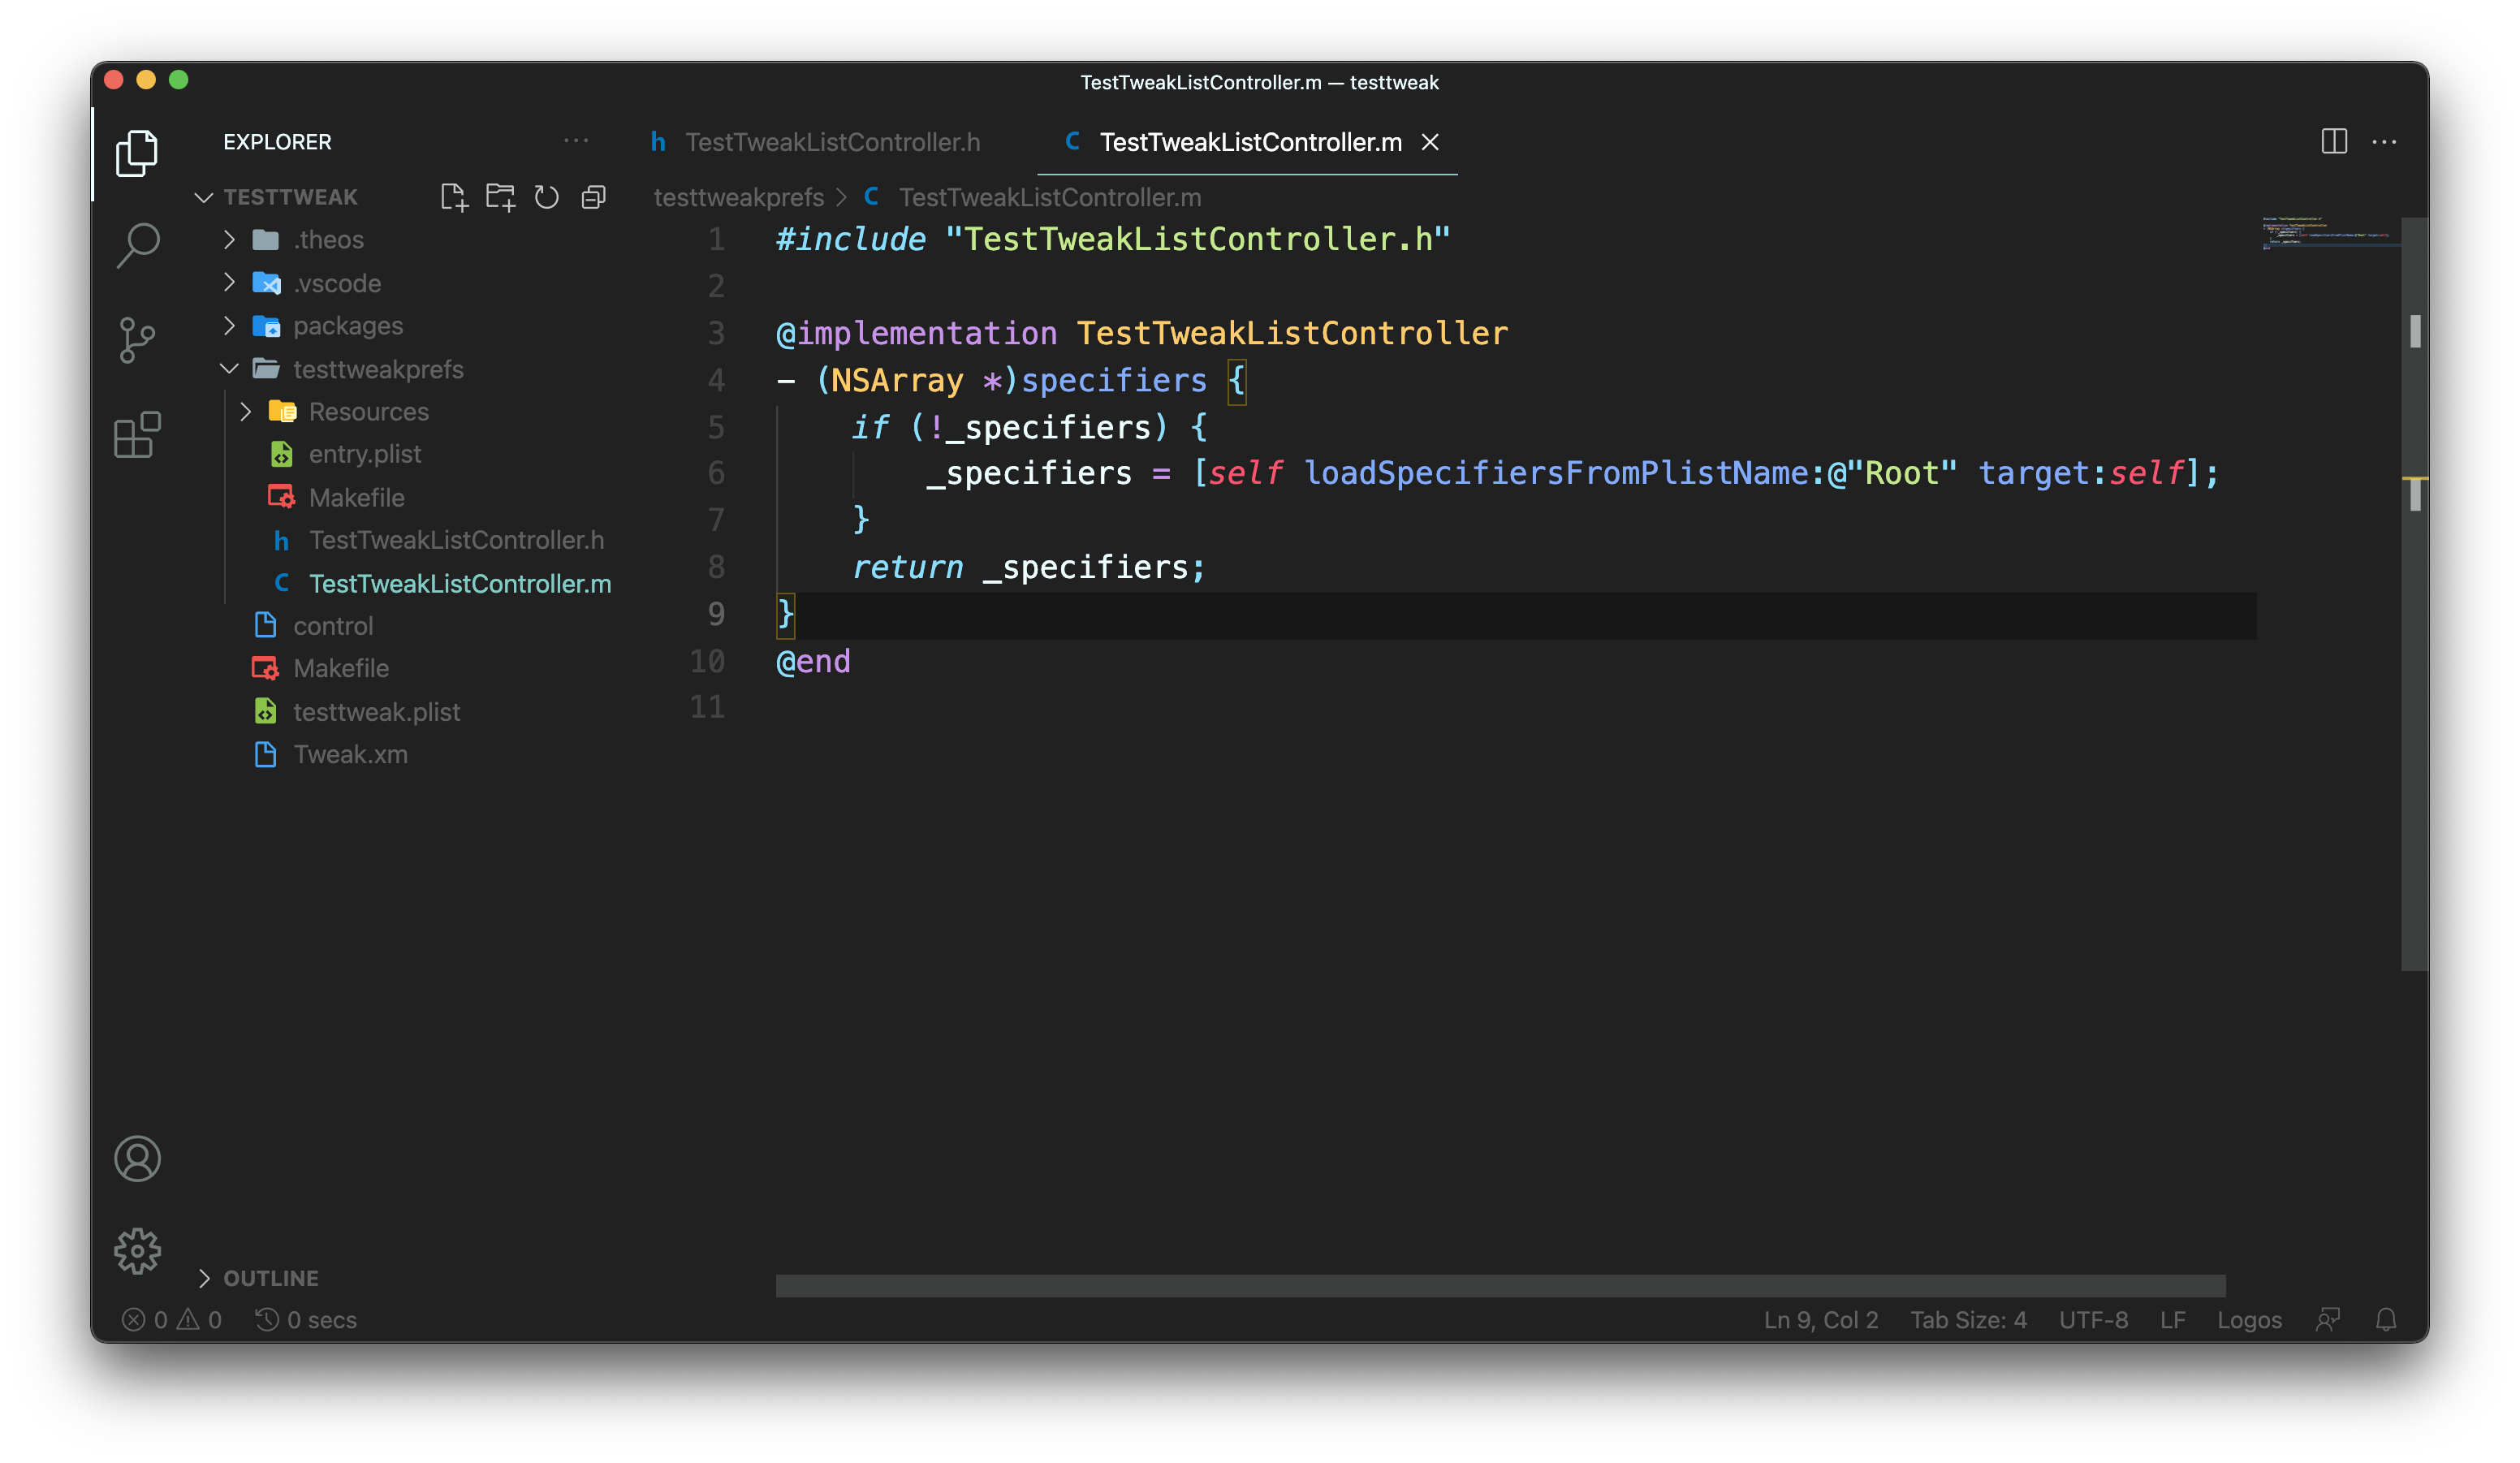 TestTweakListController.m — testtweak
EXPLORER
TESTTWEAK
.theos
.vscode
packages
testtweakprefs
Resources
entry.plist
Makefile
h TestTweakListController.h
C TestTweakListController.m
control
Makefile
testtweak.plist
Tweak.xm
OUTLINE
h TestTweakListController.h
C TestTweakListController.m
testtweakprefs > C TestTweakListController.m
1 #include "TestTweakListController.h"
2
3 @implementation TestTweakListController
4 - (NSArray *)specifiers {
5 if (!_specifiers) {
6 _specifiers = [self loadSpecifiersFromPlistName:@"Root" target:self];
7 }
8 return _specifiers;
9 }
10 @end
11
0 0 0 secs
Ln 9, Col 2 Tab Size: 4 UTF-8 LF Logos